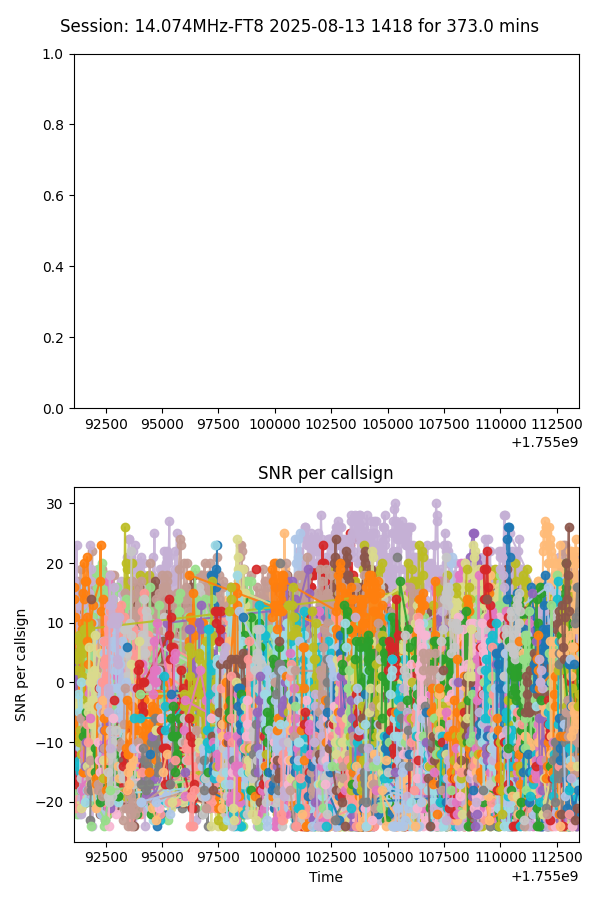 Session: 14.074MHz-FT8 2025-08-13 1418 for 373.0 mins
1.0
0.8
0.6
0.4
0.2
0.0
92500 95000 97500 100000 102500 105000 107500 110000 112500
+1.755e9
SNR per callsign
SNR per callsign
30
20
10
0
−10
−20
92500 95000 97500 100000 102500 105000 107500 110000 112500
Time
+1.755e9